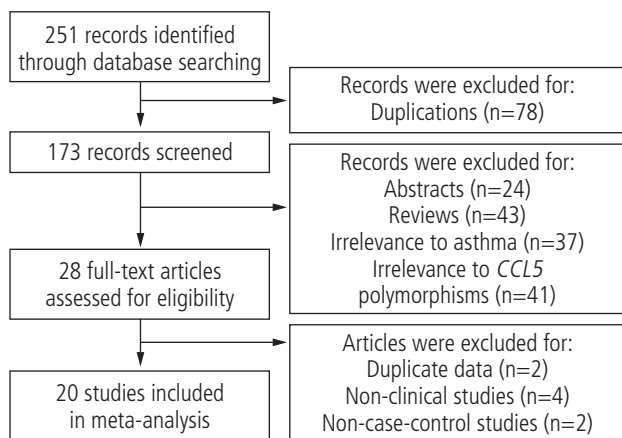 251 records identified
through database searching
Records were excluded for:
Duplications (n=78)
173 records screened
Records were excluded for:
Abstracts (n=24)
Reviews (n=43)
Irrelevance to asthma (n=37)
Irrelevance to CCL5
polymorphisms (n=41)
28 full-text articles
assessed for eligibility
Articles were excluded for:
Duplicate data (n=2)
Non-clinical studies (n=4)
Non-case-control studies (n=2)
20 studies included
in meta-analysis